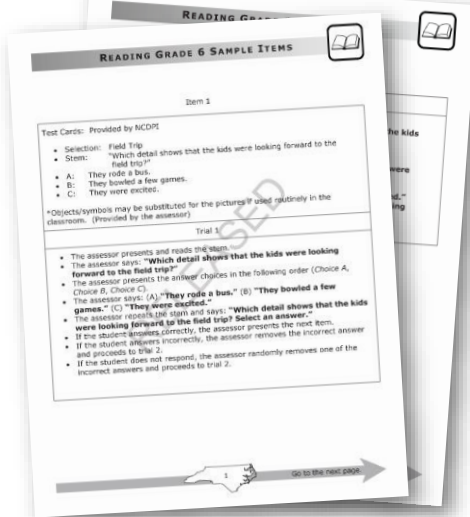 READING GRADE 6 SAMPLE ITEMS
Item 1
Test Cards: Provided by NCDPI
• Selection: Field Trip
• Stem: "Which detail shows that the kids were looking forward to the
field trip?"
• A: They rode a bus.
• B: They bowled a few games.
• C: They were excited.
*Objects/symbols may be substituted for the pictures if used routinely in the
classroom. (Provided by the assessor)
Trial 1
• The assessor presents and reads the stem.
• The assessor says: "Which detail shows that the kids were looking
forward to the field trip?"
• The assessor presents the answer choices in the following order (Choice A,
Choice B, Choice C).
• The assessor says: (A) "They rode a bus." (B) "They bowled a few
games." (C) "They were excited."
• The assessor repeats the stem and says: "Which detail shows that the kids
were looking forward to the field trip? Select an answer."
• If the student answers correctly, the assessor presents the next item.
• If the student answers incorrectly, the assessor removes the incorrect answer
and proceeds to trial 2.
• If the student does not respond, the assessor randomly removes one of the
incorrect answers and proceeds to trial 2.
1
Go to the next page.
READING
he kids
were